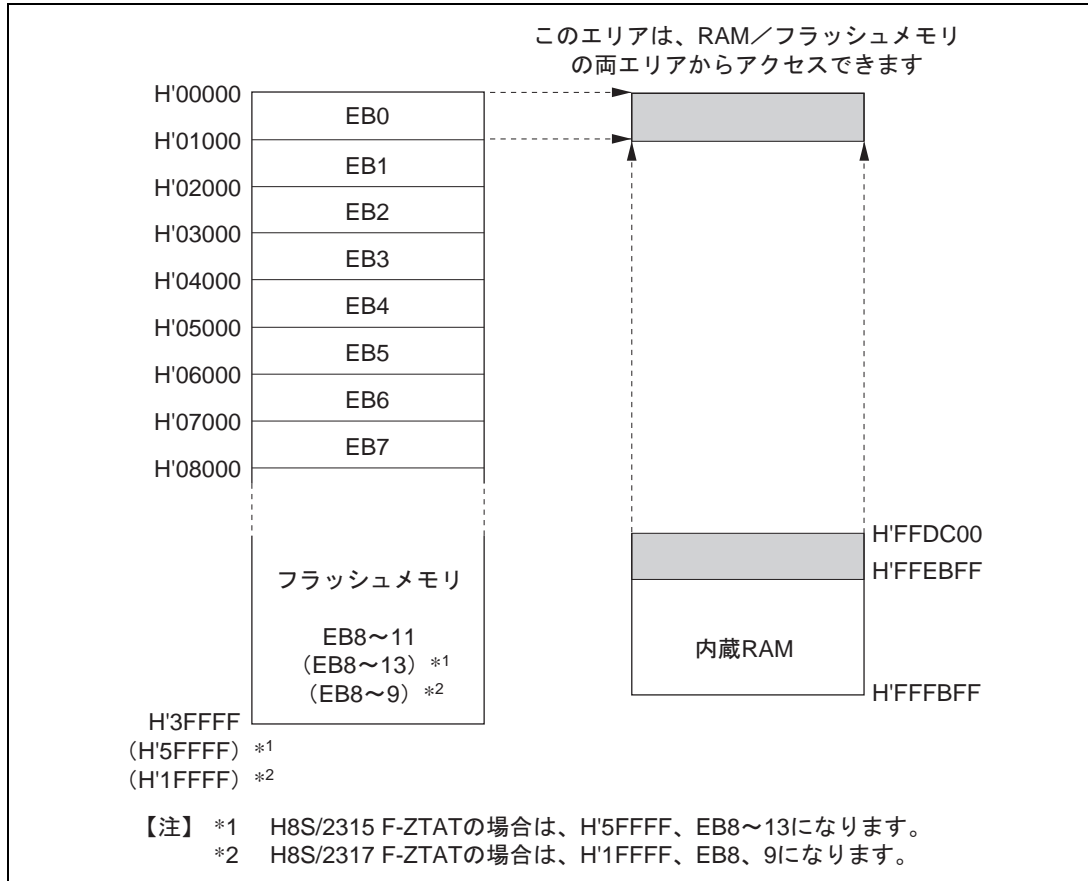 このエリアは、RAM／フラッシュメモリ
の両エリアからアクセスできます
H'00000
EB0
H'01000
EB1
H'02000
EB2
H'03000
EB3
H'04000
EB4
H'05000
EB5
H'06000
EB6
H'07000
EB7
H'08000
フラッシュメモリ
EB8～11
（EB8～13）*1
（EB8～9）*2
H'3FFFF
（H'5FFFF）*1
（H'1FFFF）*2
H'FFDC00
H'FFEBFF
内蔵RAM
H'FFFBFF
【注】 *1 H8S/2315 F-ZTATの場合は、H'5FFFF、EB8～13になります。
*2 H8S/2317 F-ZTATの場合は、H'1FFFF、EB8、9になります。